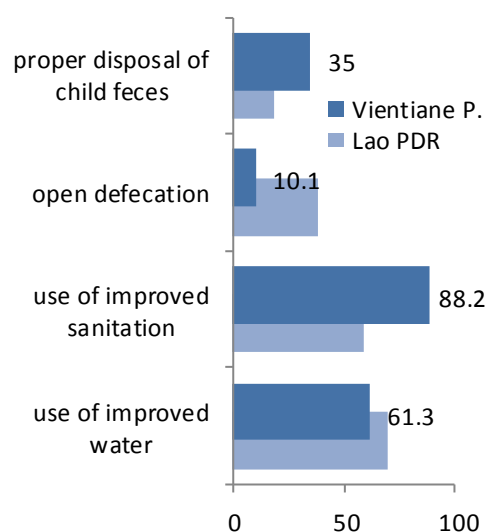 proper disposal of
child feces
35
Vientiane P.
Lao PDR
open defecation
10.1
use of improved
sanitation
88.2
use of improved
water
61.3
0 50 100